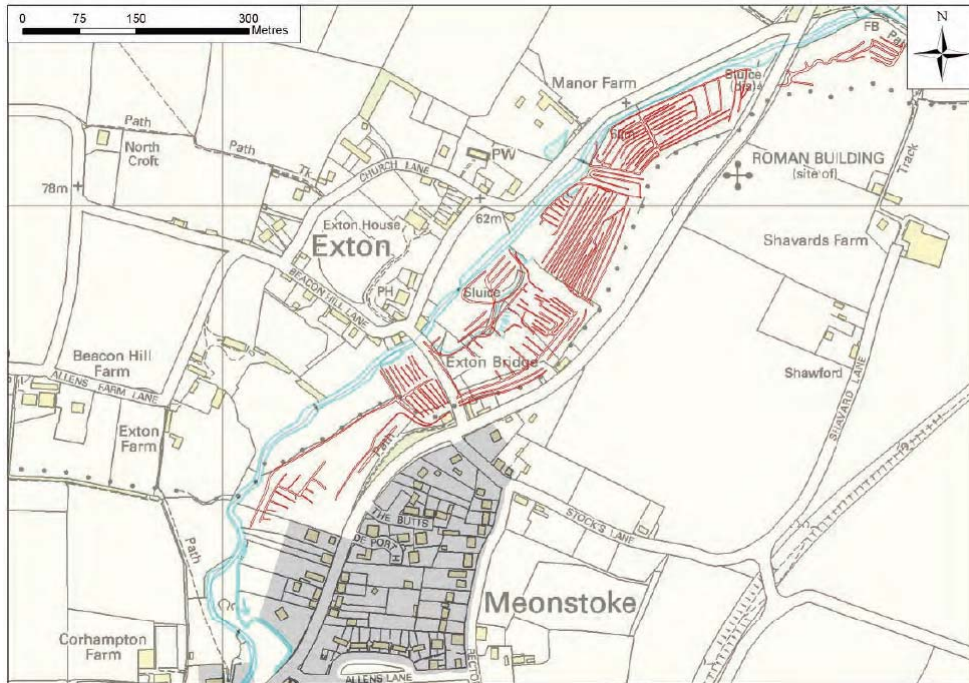 0 75 150 300
Metres
N
FB
Manor Farm
Sluice
Path
North
Croft
Path
CHURCH LANE
PW
78m
62m
ROMAN BUILDING
(site of)
Track
Exton House
Exton
Shavards Farm
PH
Sluice
BEACON HILL LANE
Beacon Hill
Farm
Exton Bridge
ALLENS FARM LANE
Shawford
SHAVARD LANE
Exton
Farm
Path
THE BUTTS
DE PORT
STOCK'S LANE
Path
Meonstoke
Corhampton
Farm
ALLENS LANE